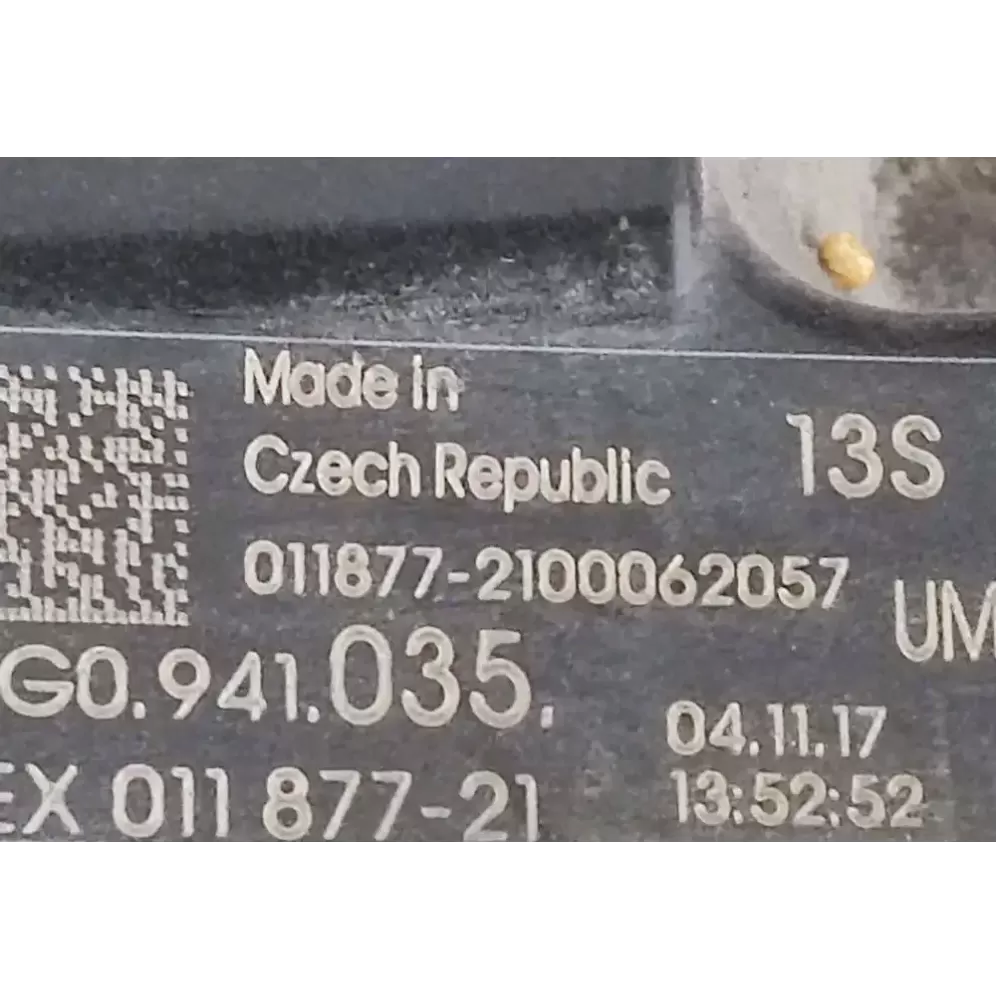 Made in
Czech Republic
13S
011877-2100062057
UM
G0.941.035.
04.11.17
EX 011 877-21
13:52:52